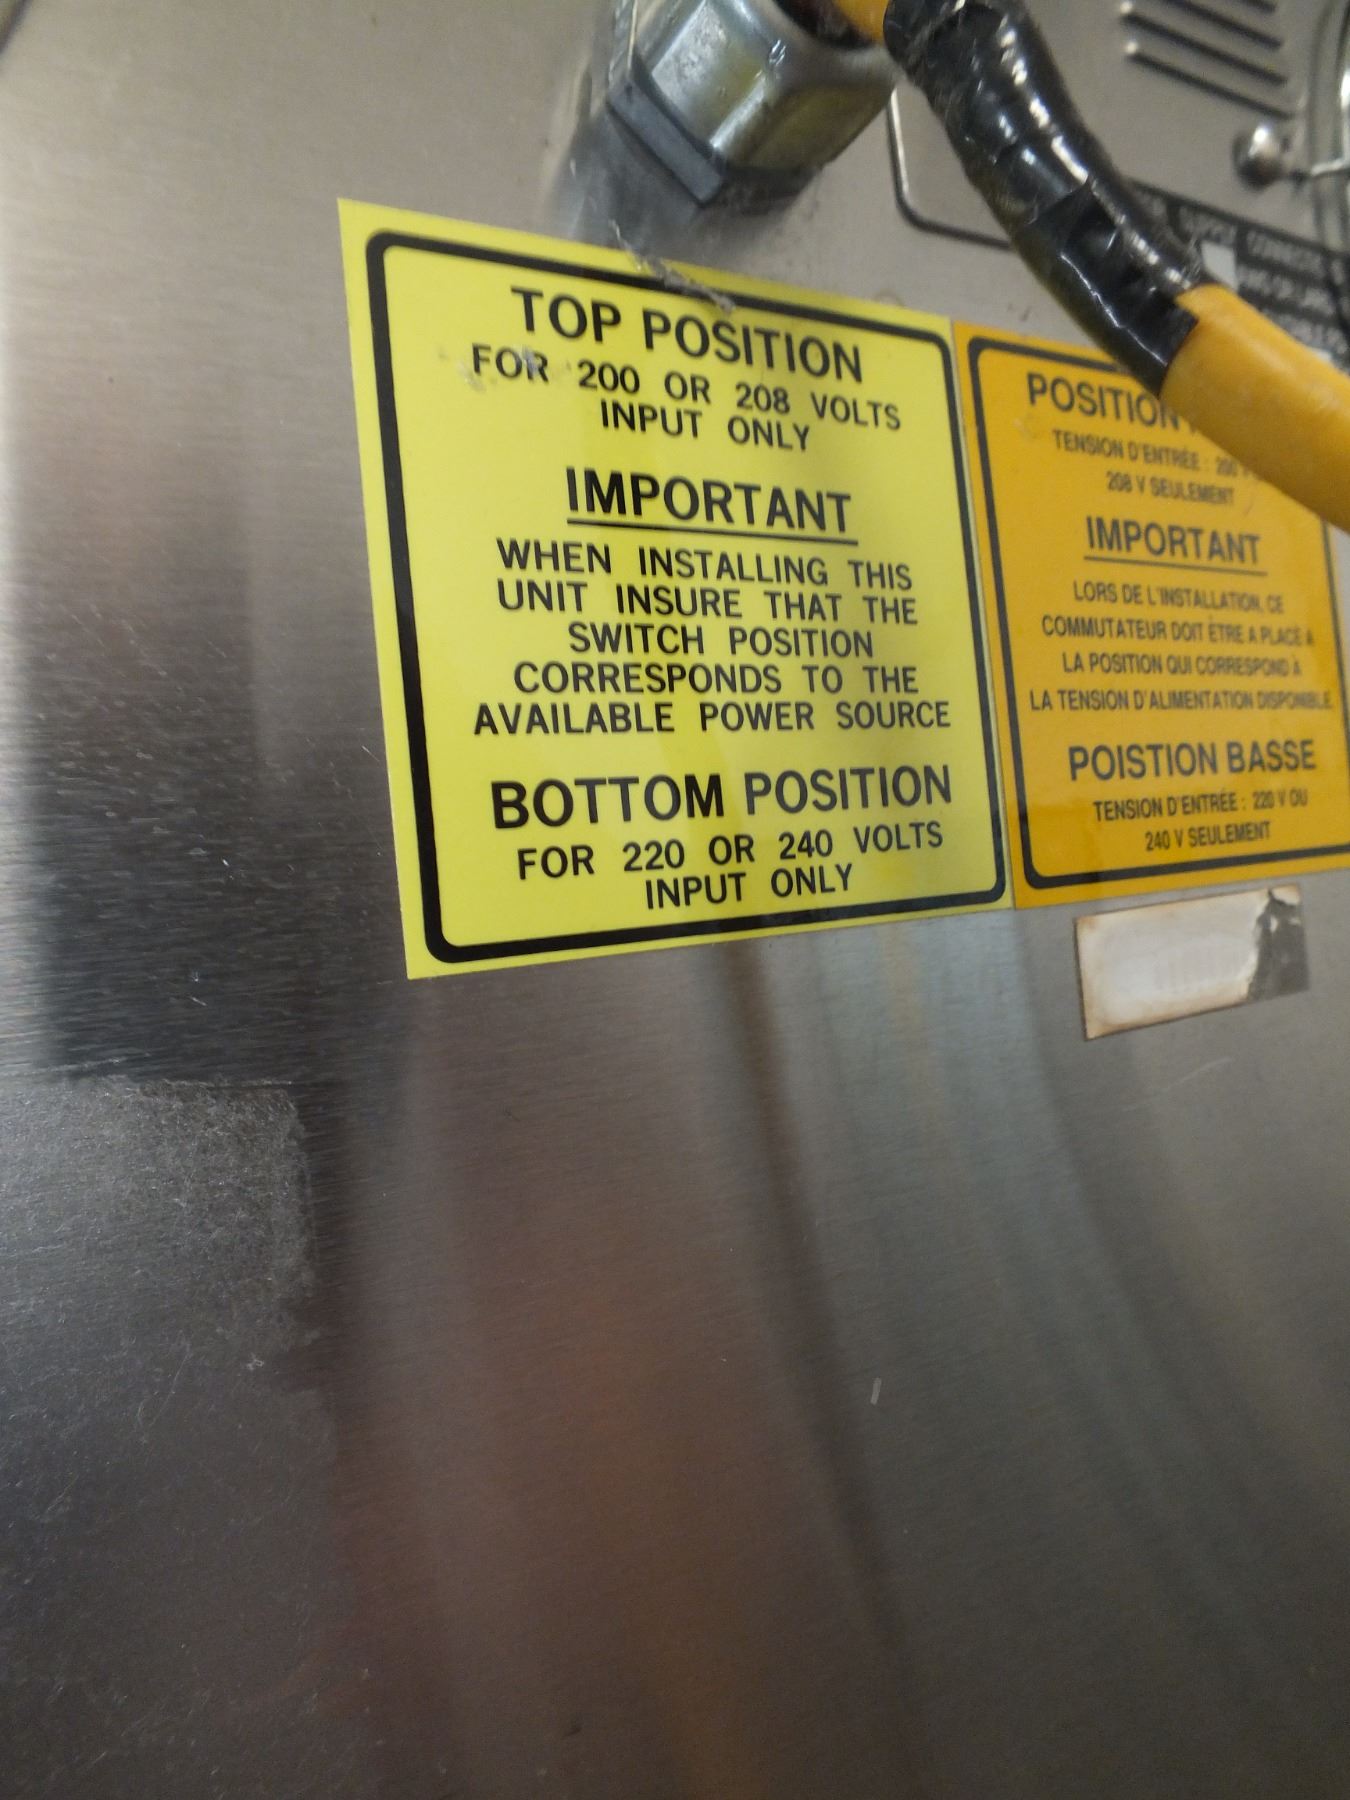 TOP POSITION
FOR 200 OR 208 VOLTS
INPUT ONLY
IMPORTANT
WHEN INSTALLING THIS
UNIT INSURE THAT THE
SWITCH POSITION
CORRESPONDS TO THE
AVAILABLE POWER SOURCE
BOTTOM POSITION
FOR 220 OR 240 VOLTS
INPUT ONLY
POSITION
TENSION D'ENTRÉE : 200 V
208 V SEULEMENT
IMPORTANT
LORS DE L'INSTALLATION, CE
COMMUTATEUR DOIT ÊTRE A PLACÉ À
LA POSITION QUI CORRESPOND À
LA TENSION D'ALIMENTATION DISPONIBLE
POISTION BASSE
TENSION D'ENTRÉE : 220 V OU
240 V SEULEMENT